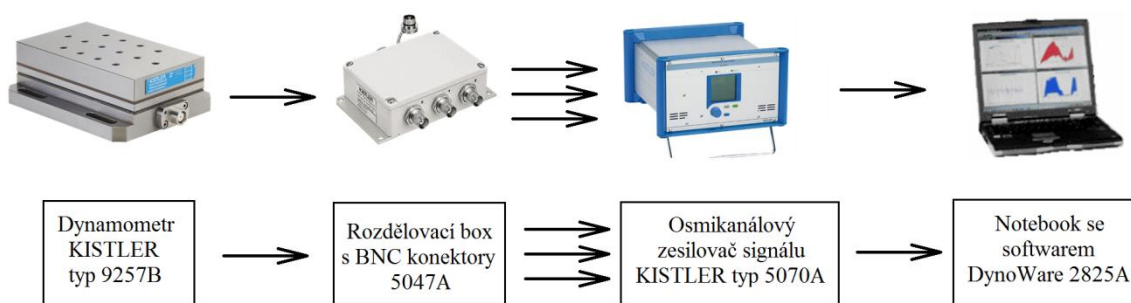 KISTLER
Dynamometr
KISTLER
typ 9257B
Rozdělovací box
s BNC konektory
5047A
Osmikanálový
zesilovač signálu
KISTLER typ 5070A
Notebook se
softwarem
DynoWare 2825A